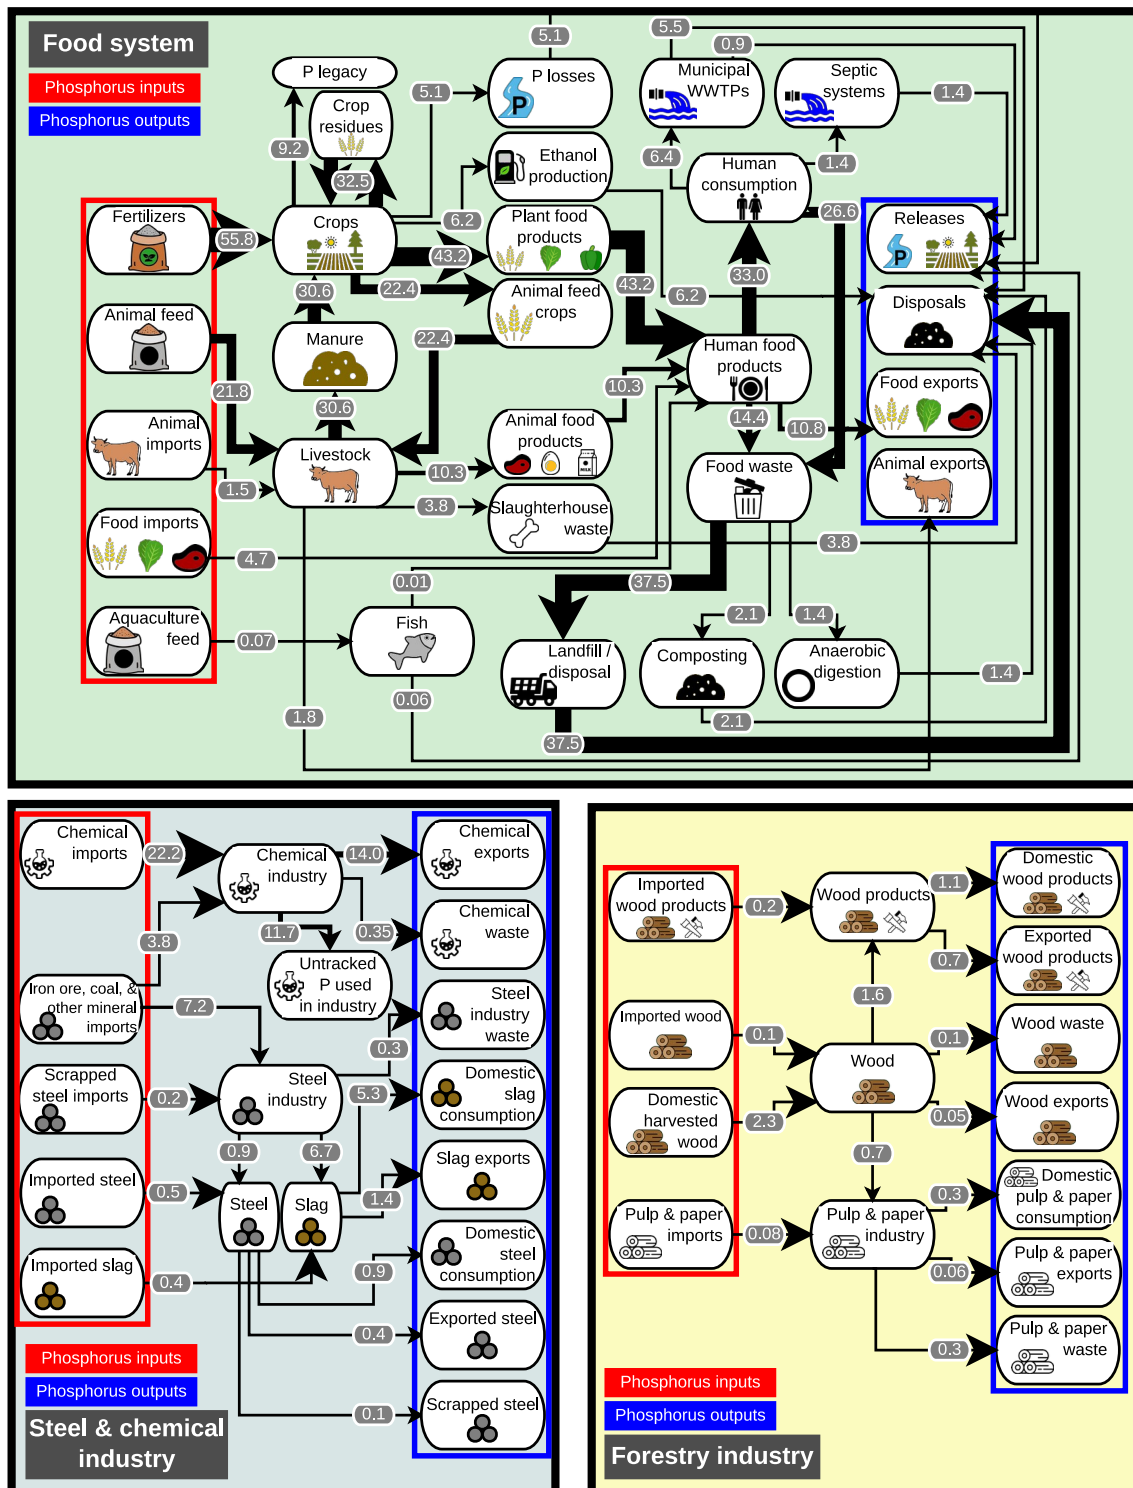 Food system
Phosphorus inputs
Phosphorus outputs
P legacy
Crop
residues
9.2
32.5
5.1
5.1
P losses
5.5
0.9
Municipal
WWTPs
Septic
systems
1.4
Ethanol
production
6.2
6.4
1.4
Human
consumption
26.6
Fertilizers
55.8
Crops
43.2
22.4
Plant food
products
43.2
33.0
6.2
Releases
Disposals
30.6
Animal feed
21.8
Manure
30.6
22.4
Animal feed
crops
Human food
products
10.3
14.4
10.8
Food exports
Animal
imports
1.5
Livestock
10.3
3.8
Animal food
products
Food waste
Animal exports
Slaughterhouse
waste
3.8
Food imports
4.7
0.01
37.5
2.1
1.4
Aquaculture
feed
0.07
Fish
0.06
1.8
Landfill /
disposal
Composting
Anaerobic
digestion
1.4
2.1
37.5
Chemical
imports
22.2
Chemical
industry
14.0
Chemical
exports
3.8
11.7
0.35
Chemical
waste
Untracked
P used
in industry
Iron ore, coal, &
other mineral
imports
7.2
0.3
Steel
industry
waste
Scrapped
steel imports
0.2
Steel
industry
5.3
Domestic
slag
consumption
0.9
6.7
Imported steel
0.5
Steel
Slag
1.4
Slag exports
Imported slag
0.4
0.9
Domestic
steel
consumption
0.4
Exported steel
0.1
Scrapped steel
Phosphorus inputs
Phosphorus outputs
Steel & chemical
industry
Imported
wood products
0.2
Wood products
1.1
Domestic
wood products
0.7
Exported
wood products
1.6
Imported wood
0.1
Wood
0.1
Wood waste
Domestic
harvested
wood
2.3
0.05
Wood exports
0.7
Pulp & paper
imports
0.08
Pulp & paper
industry
0.3
Domestic
pulp & paper
consumption
0.06
Pulp & paper
exports
0.3
Pulp & paper
waste
Phosphorus inputs
Phosphorus outputs
Forestry industry